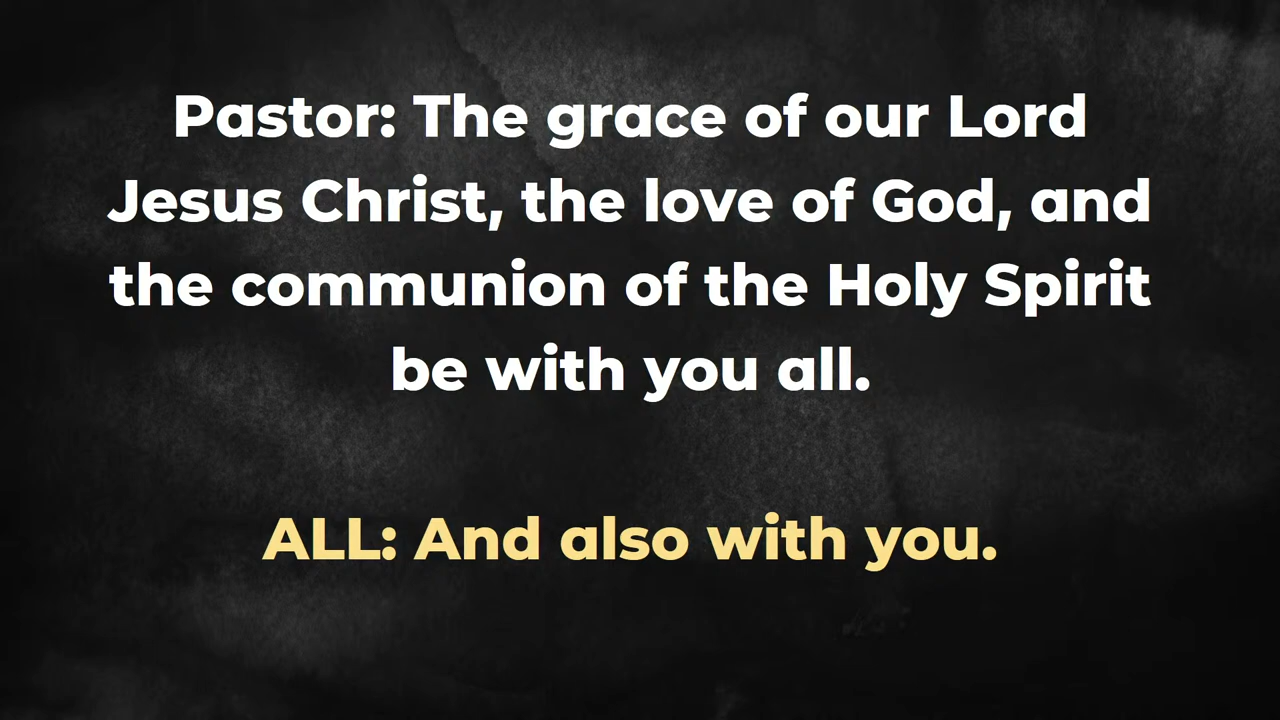 Pastor: The grace of our Lord
Jesus Christ, the love of God, and
the communion of the Holy Spirit
be with you all.
ALL: And also with you.